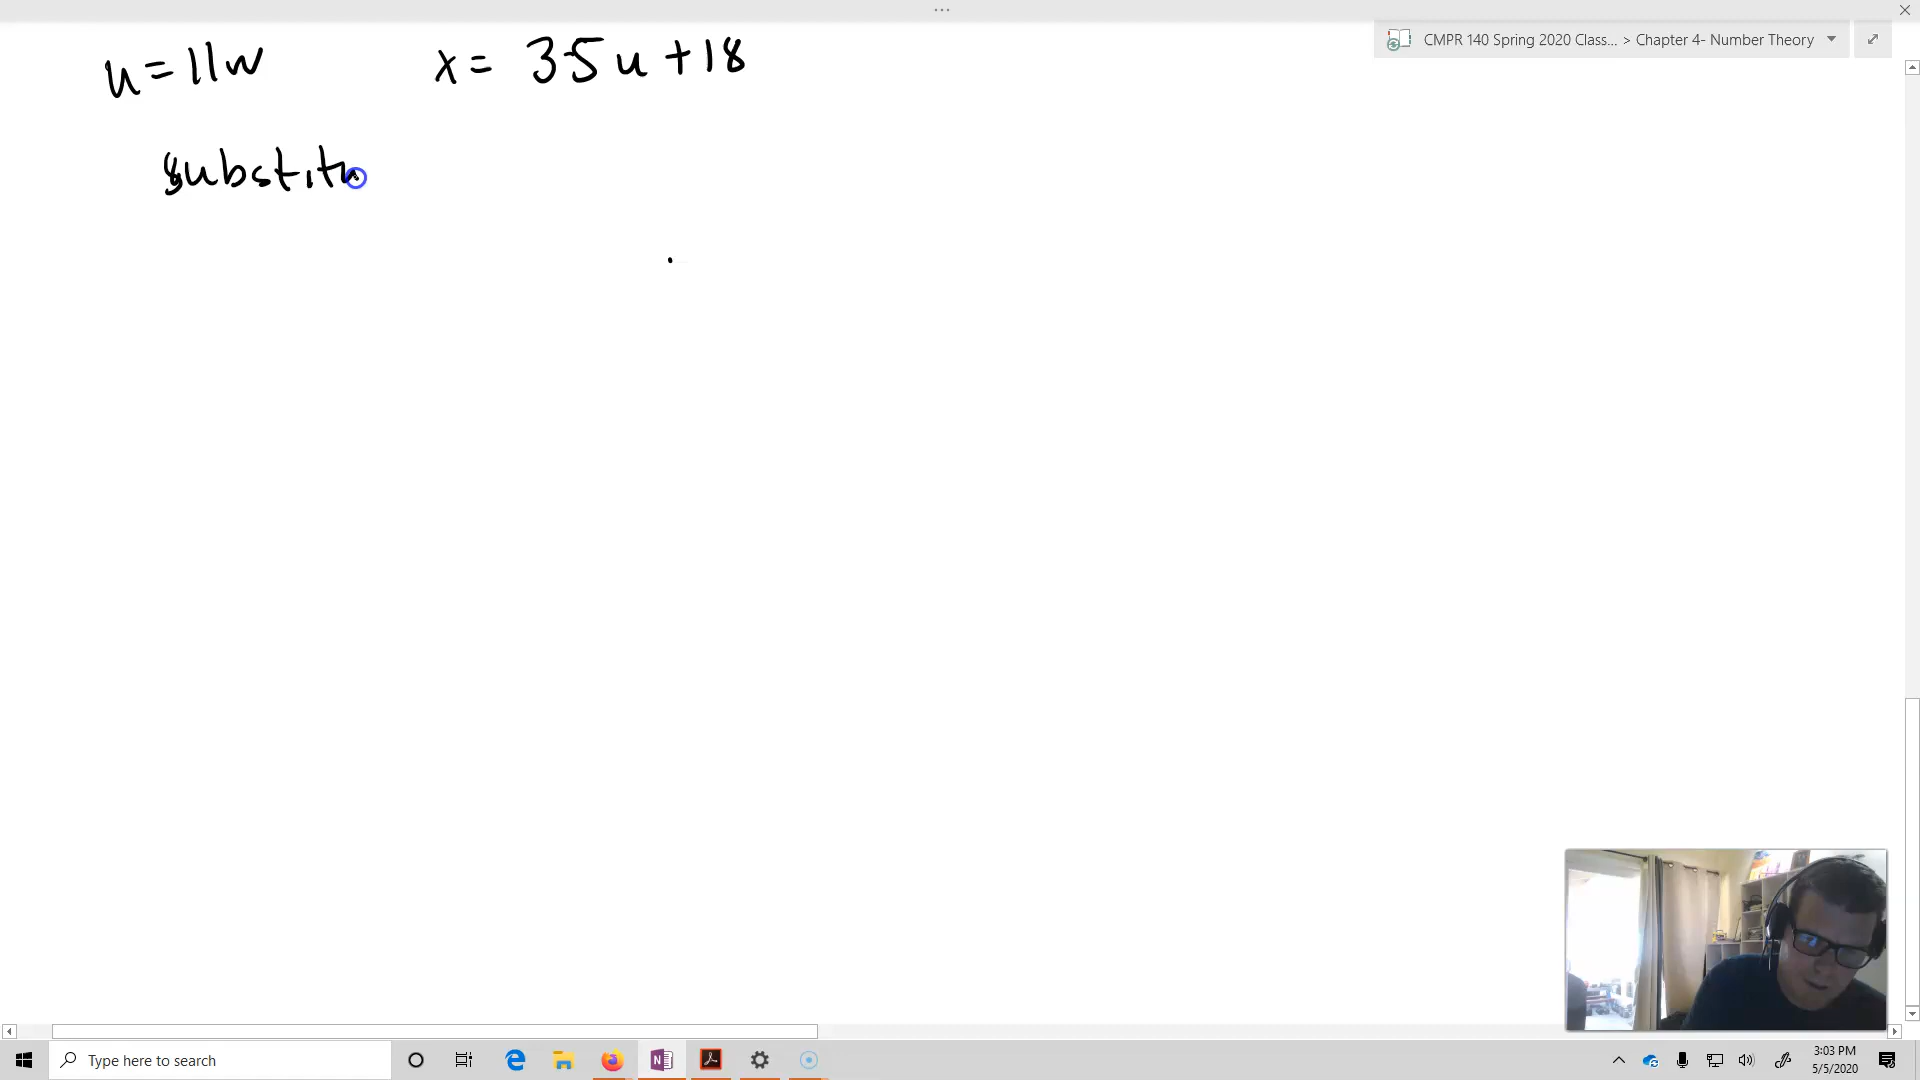 ...
CMPR 140 Spring 2020 Class... > Chapter 4- Number Theory
u=11w x= 35u+18
substitu
Type here to search
3:03 PM
5/5/2020